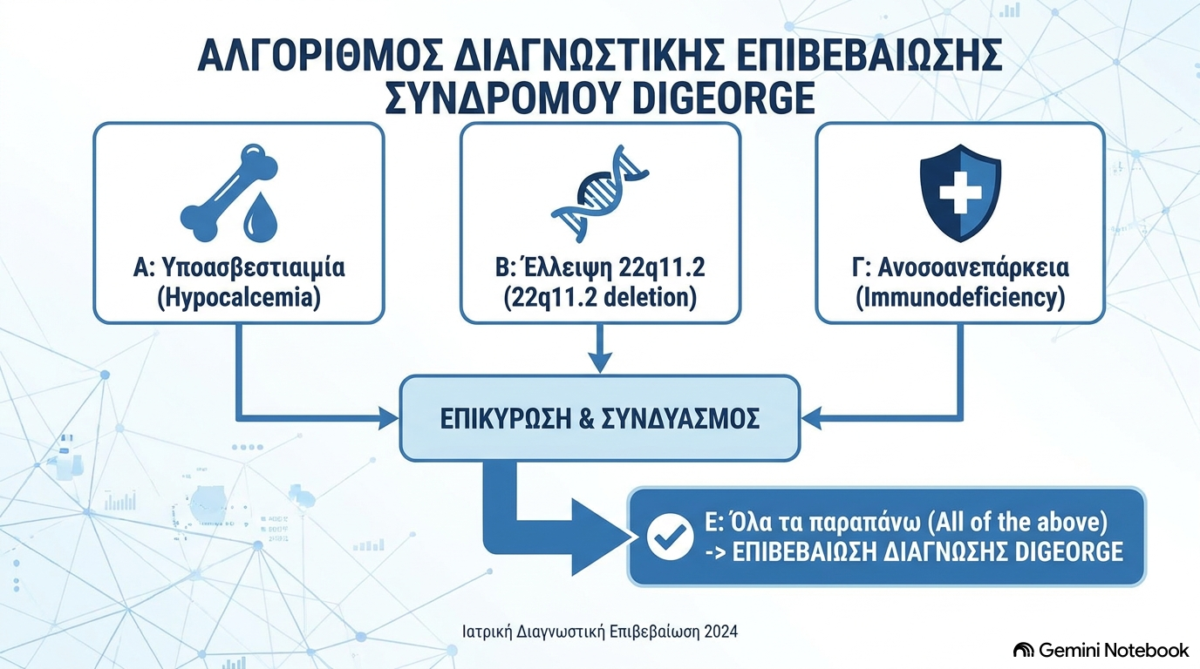 ΑΛΓΟΡΙΘΜΟΣ ΔΙΑΓΝΩΣΤΙΚΗΣ ΕΠΙΒΕΒΑΙΩΣΗΣ
ΣΥΝΔΡΟΜΟΥ DIGEORGE
Α: Υποασβεστιαιμία
(Hypocalcemia)
Β: Έλλειψη 22q11.2
(22q11.2 deletion)
Γ: Ανοσοανεπάρκεια
(Immunodeficiency)
ΕΠΙΚΥΡΩΣΗ & ΣΥΝΔΥΑΣΜΟΣ
Ε: Όλα τα παραπάνω (All of the above)
-> ΕΠΙΒΕΒΑΙΩΣΗ ΔΙΑΓΝΩΣΗΣ DIGEORGE
Ιατρική Διαγνωστική Επιβεβαίωση 2024
Gemini Notebook